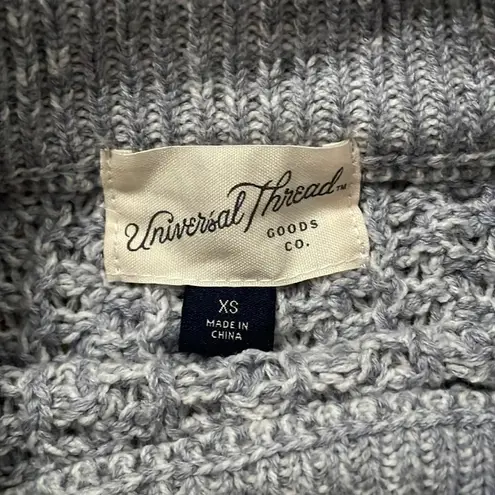 Universal Thread™
GOODS
CO.
XS
MADE IN
CHINA